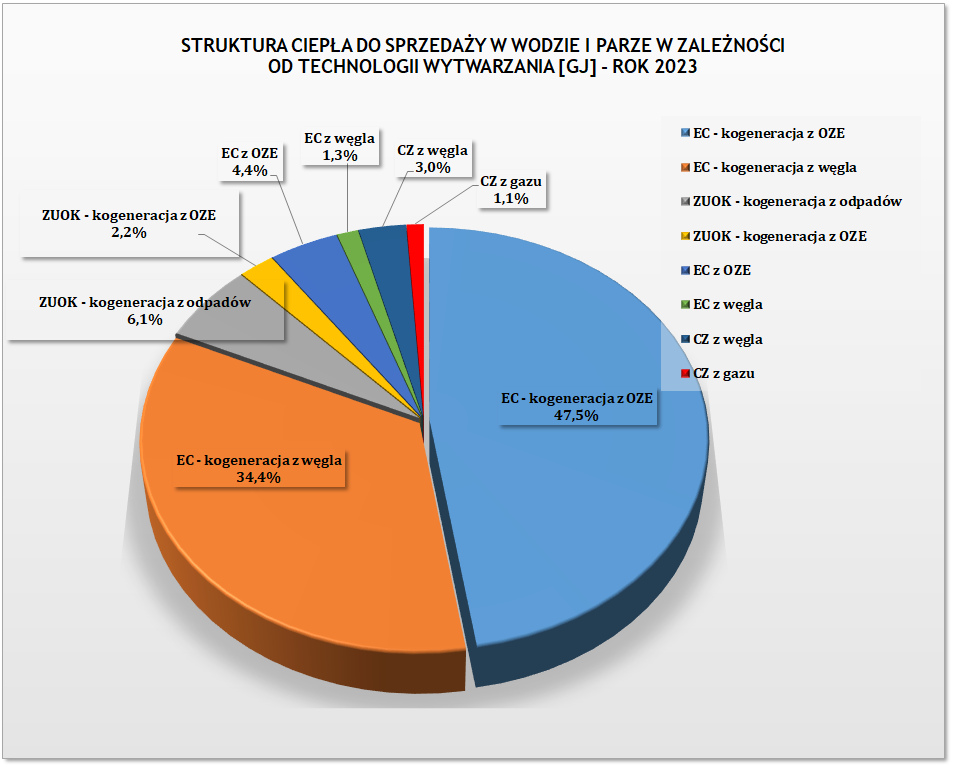 STRUKTURA CIEPŁA DO SPRZEDAŻY W WODZIE I PARZE W ZALEŻNOŚCI
OD TECHNOLOGII WYTWARZANIA [GJ] - ROK 2023
EC z węgla
1,3%
EC z OZE
4,4%
CZ z węgla
3,0%
CZ z gazu
1,1%
ZUOK - kogeneracja z OZE
2,2%
ZUOK - kogeneracja z odpadów
6,1%
EC - kogeneracja z OZE
47,5%
EC - kogeneracja z węgla
34,4%
EC - kogeneracja z OZE
EC - kogeneracja z węgla
ZUOK - kogeneracja z odpadów
ZUOK - kogeneracja z OZE
EC z OZE
EC z węgla
CZ z węgla
CZ z gazu